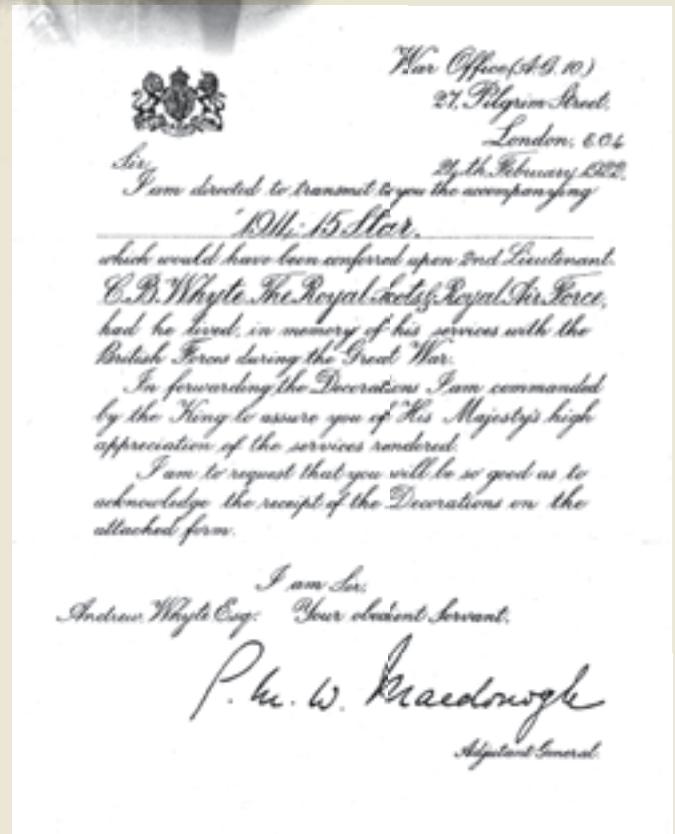 War Office (A.G.10)
27, Pilgrim Street,
London, E.C.4.
Sir,
24th February, 1922.
I am directed to transmit to you the accompanying
"1914-15 Star.
which would have been conferred upon 2nd Lieutenant
C.B. Whyte, The Royal Scots & Royal Air Force,
had he lived, in memory of his services with the
British Forces during the Great War.
In forwarding the Decorations I am commanded
by the King to assure you of His Majesty's high
appreciation of the services rendered.
I am to request that you will be so good as to
acknowledge the receipt of the Decorations on the
attached form.
I am Sir,
Andrew Whyte Esq. Your obedient Servant,
P. M. W. Macdonogh
Adjutant General.